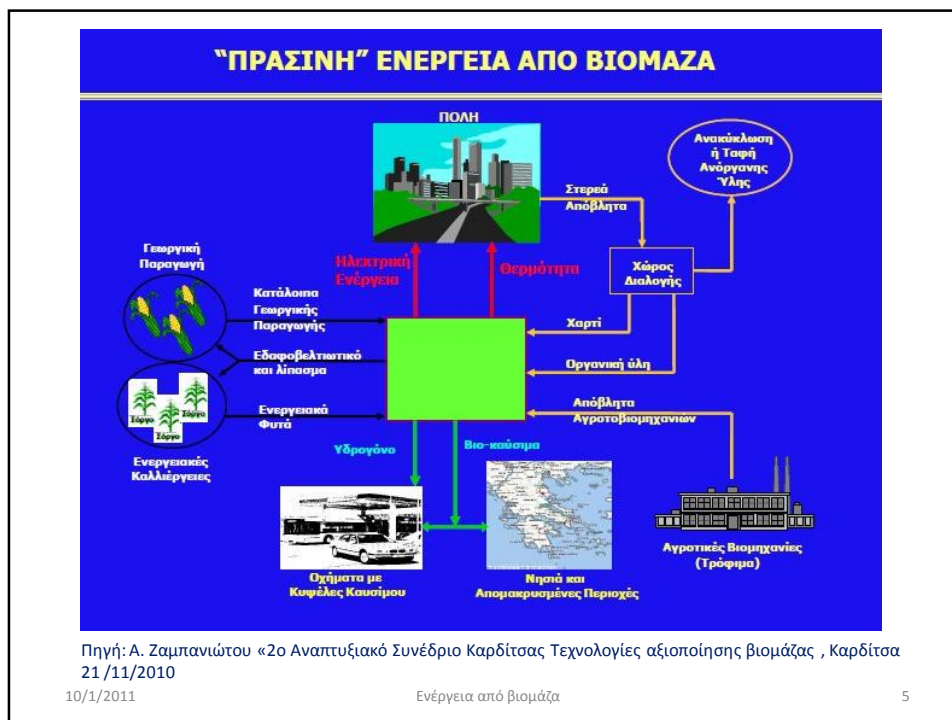 “ΠΡΑΣΙΝΗ” ΕΝΕΡΓΕΙΑ ΑΠΟ ΒΙΟΜΑΖΑ
ΠΟΛΗ
Ανακύκλωση
ή Ταφή
Ανόργανης
Ύλης
Στερεά
Απόβλητα
Γεωργική
Παραγωγή
Ηλεκτρική
Ενέργεια
Θερμότητα
Χώρος
Διαλογής
Κατάλοιπα
Γεωργικής
Παραγωγής
Χαρτί
Εδαφοβελτιωτικό
και λίπασμα
Οργανική ύλη
Σόργο
Σόργο
Σόργο
Ενεργειακά
Φυτά
Απόβλητα
Αγροτοβιομηχανιών
Ενεργειακές
Καλλιέργειες
Υδρογόνο
Βιο-καύσιμα
Οχήματα με
Κυψέλες Καυσίμου
Νησιά και
Απομακρυσμένες Περιοχές
Αγροτικές Βιομηχανίες
(Τρόφιμα)
Πηγή: Α. Ζαμπανιώτου «2ο Αναπτυξιακό Συνέδριο Καρδίτσας Τεχνολογίες αξιοποίησης βιομάζας , Καρδίτσα
21 /11/2010
10/1/2011
Ενέργεια από βιομάζα
5